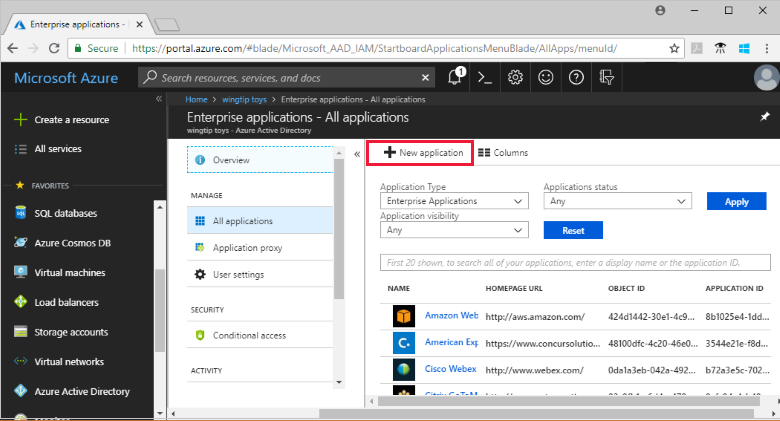 Enterprise applications -
Secure
https://portal.azure.com/#blade/Microsoft_AAD_IAM/StartboardApplicationsMenuBlade/AllApps/menuId/
Microsoft Azure
Search resources, services, and docs
1
Home > wingtip toys > Enterprise applications - All applications
Enterprise applications - All applications
wingtip toys - Azure Active Directory
Create a resource
All services
FAVORITES
SQL databases
Azure Cosmos DB
Virtual machines
Load balancers
Storage accounts
Virtual networks
Azure Active Directory
Overview
MANAGE
All applications
Application proxy
User settings
SECURITY
Conditional access
ACTIVITY
New application
Columns
Application Type
Enterprise Applications
Applications status
Any
Apply
Application visibility
Any
Reset
First 20 shown, to search all of your applications, enter a display name or the application ID.
NAME HOMEPAGE URL OBJECT ID APPLICATION ID
Amazon Web http://aws.amazon.com/ 424d1442-30e1-4c9... 8b1025e4-1dd...
American Exp https://www.concursolutio... 48100dfc-4c20-46e0... 3544e21e-f8d...
Cisco Webex http://www.webex.com/ 0da1a3eb-042a-492... b72a3e5c-702...